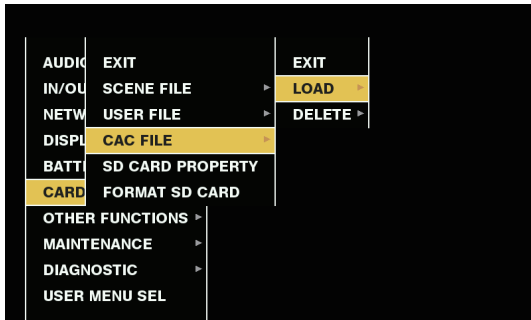 AUDIO
IN/OU
NETW
DISPL
BATT
CARD
OTHER FUNCTIONS
MAINTENANCE
DIAGNOSTIC
USER MENU SEL
EXIT
SCENE FILE
USER FILE
CAC FILE
SD CARD PROPERTY
FORMAT SD CARD
EXIT
LOAD
DELETE